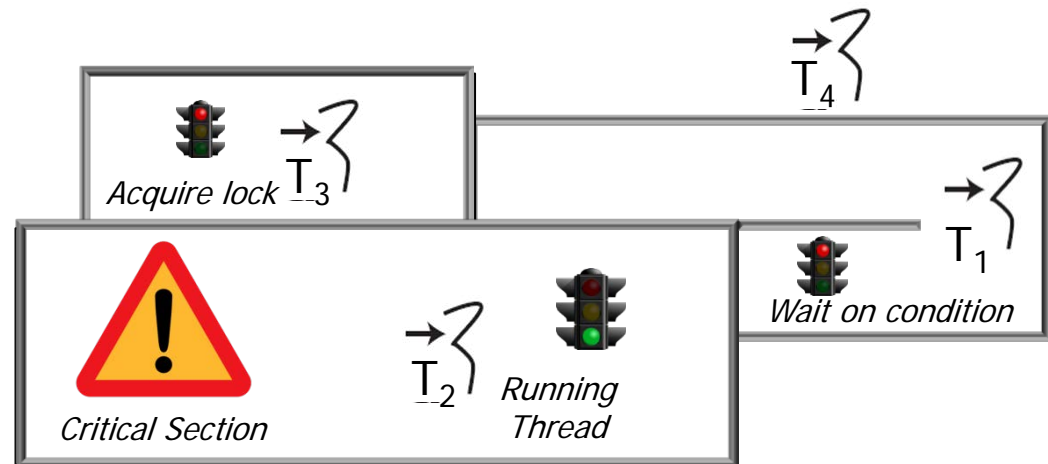 T4
Acquire lock T3
T1
Wait on condition
T2
Running
Thread
Critical Section